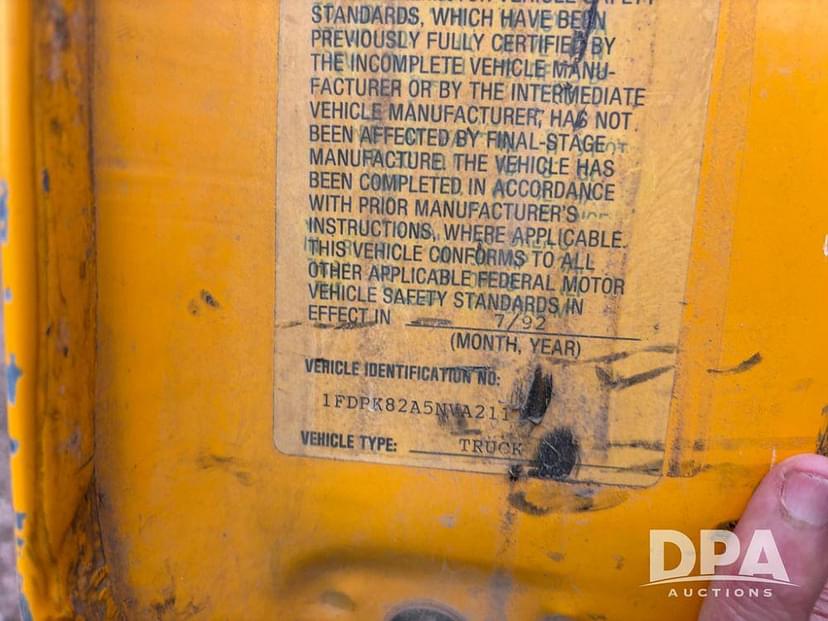 STANDARDS, WHICH HAVE BEEN
PREVIOUSLY FULLY CERTIFIED BY
THE INCOMPLETE VEHICLE MANU-
FACTURER OR BY THE INTERMEDIATE
VEHICLE MANUFACTURER, HAS NOT
BEEN AFFECTED BY FINAL-STAGE
MANUFACTURE. THE VEHICLE HAS
BEEN COMPLETED IN ACCORDANCE
WITH PRIOR MANUFACTURER'S
INSTRUCTIONS, WHERE APPLICABLE.
THIS VEHICLE CONFORMS TO ALL
OTHER APPLICABLE FEDERAL MOTOR
VEHICLE SAFETY STANDARDS IN
EFFECT IN 7/92
(MONTH, YEAR)
VEHICLE IDENTIFICATION NO:
VEHICLE TYPE: TRUCK
DPA
AUCTIONS